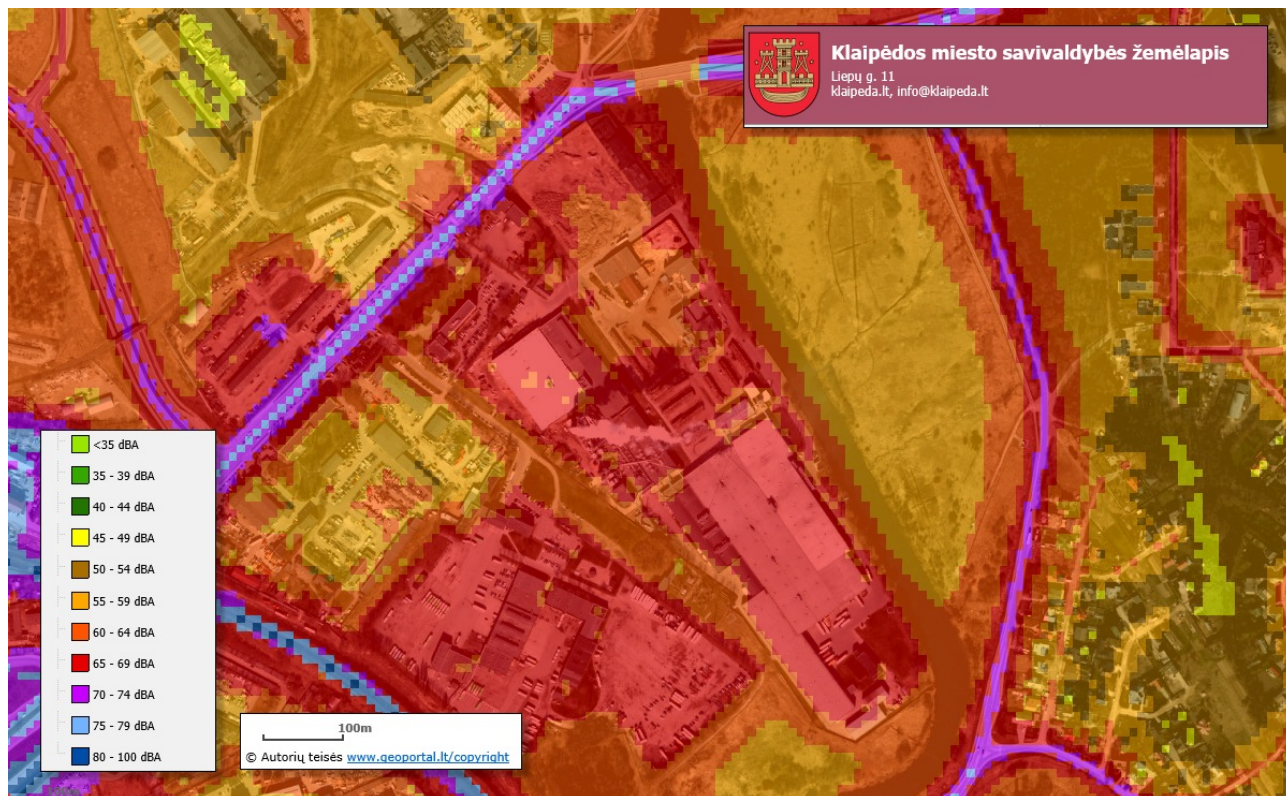 Klaipėdos miesto savivaldybės žemėlapis
Liepų g. 11
klaipeda.lt, info@klaipeda.lt
<35 dBA
35 - 39 dBA
40 - 44 dBA
45 - 49 dBA
50 - 54 dBA
55 - 59 dBA
60 - 64 dBA
65 - 69 dBA
70 - 74 dBA
75 - 79 dBA
80 - 100 dBA
100m
© Autorių teisės www.geoportal.lt/copyright